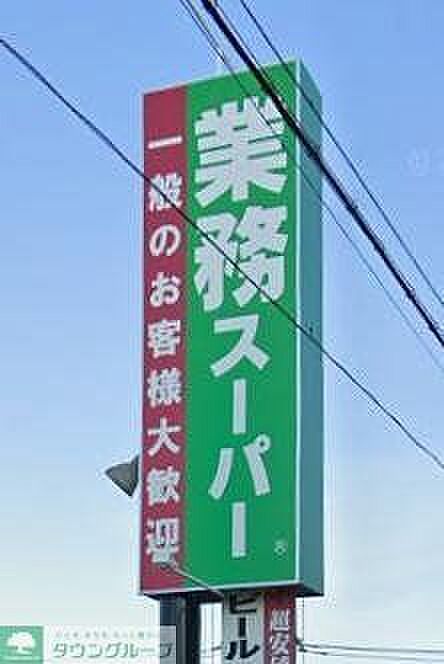 業務スーパー
®
一般のお客様大歓迎
ビール
タウングループ